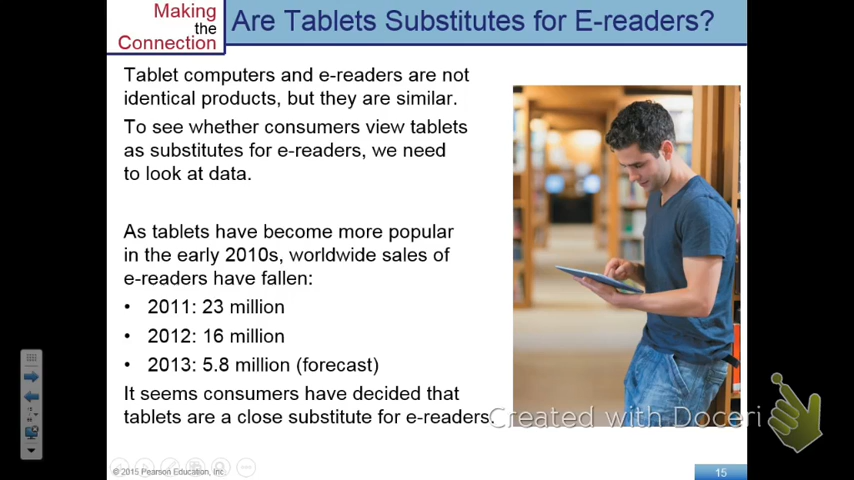 Making
the
Connection
Are Tablets Substitutes for E-readers?
Tablet computers and e-readers are not
identical products, but they are similar.
To see whether consumers view tablets
as substitutes for e-readers, we need
to look at data.
As tablets have become more popular
in the early 2010s, worldwide sales of
e-readers have fallen:
• 2011: 23 million
• 2012: 16 million
• 2013: 5.8 million (forecast)
It seems consumers have decided that
tablets are a close substitute for e-readers.
Created with Doceri
© 2015 Pearson Education, Inc.
15